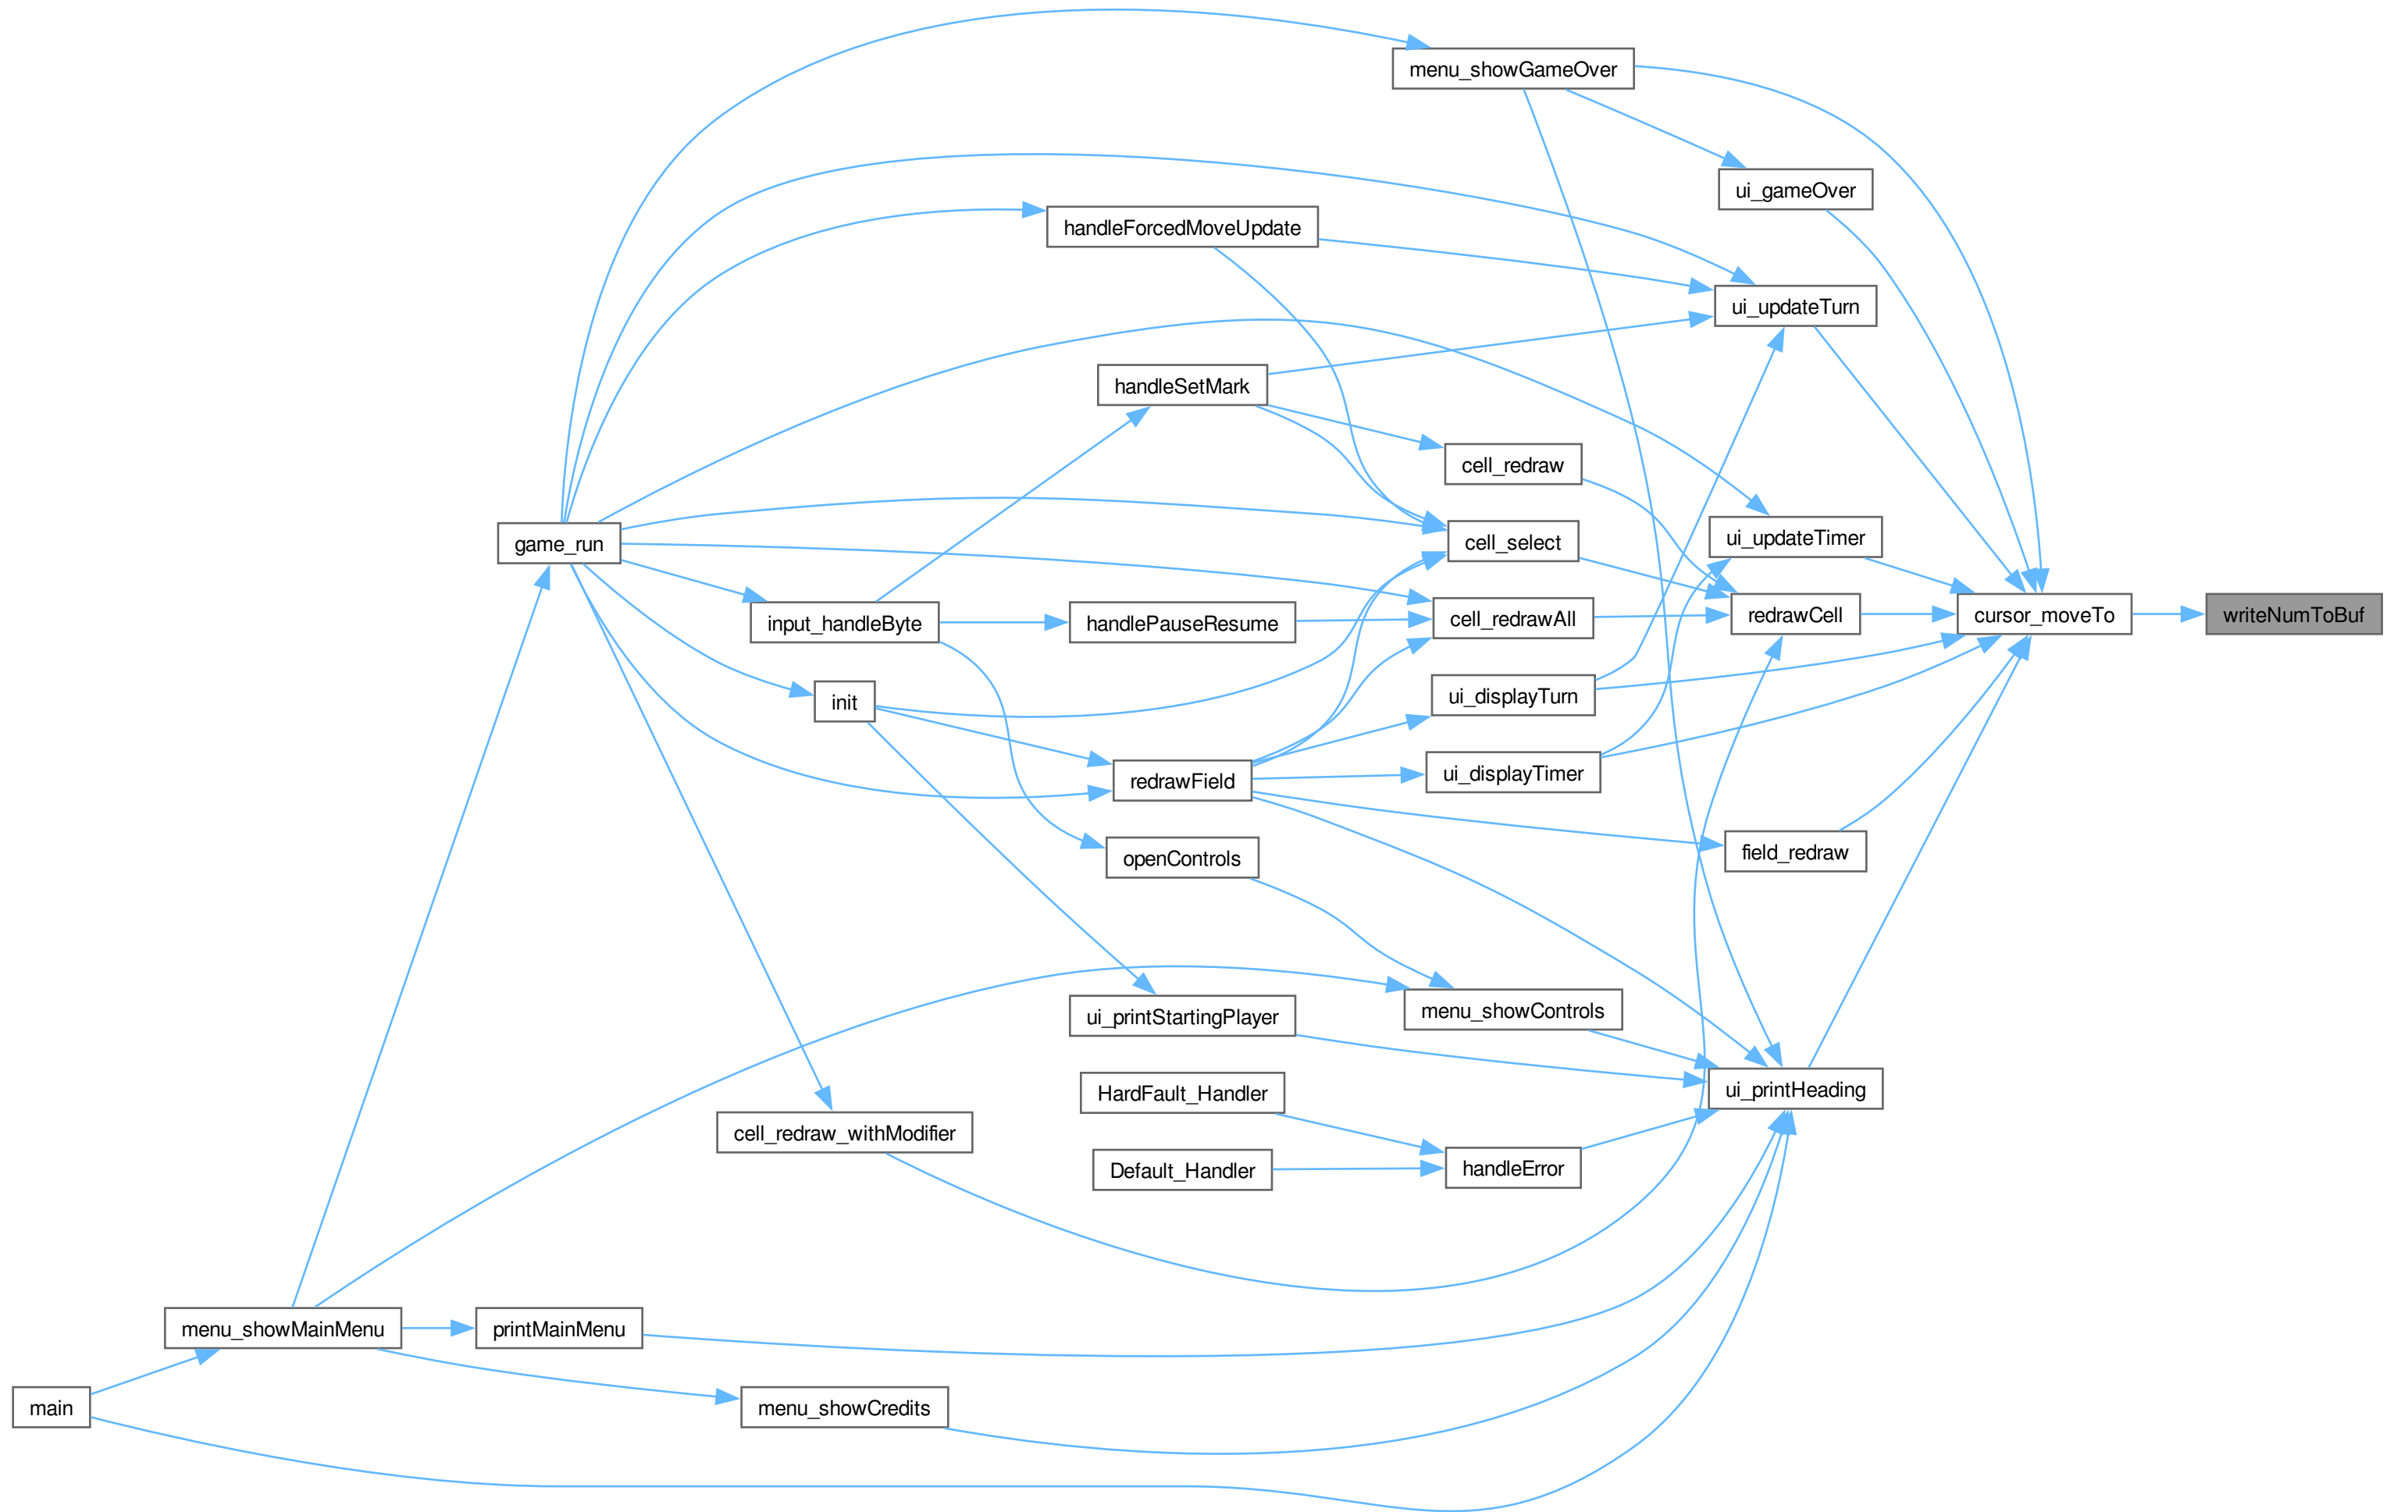 menu_showGameOver
ui_gameOver
handleForcedMoveUpdate
ui_updateTurn
handleSetMark
cell_redraw
game_run
cell_select
ui_updateTimer
input_handleByte
handlePauseResume
cell_redrawAll
redrawCell
cursor_moveTo
writeNumToBuf
init
ui_displayTurn
redrawField
ui_displayTimer
openControls
field_redraw
ui_printStartingPlayer
menu_showControls
HardFault_Handler
ui_printHeading
cell_redraw_withModifier
Default_Handler
handleError
menu_showMainMenu
printMainMenu
main
menu_showCredits